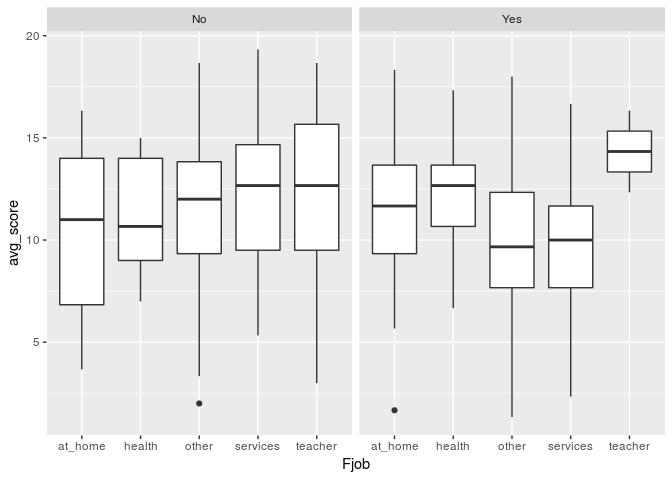 No Yes
20
15
10
5
avg_score
at_home health other services teacher at_home health other services teacher
Fjob